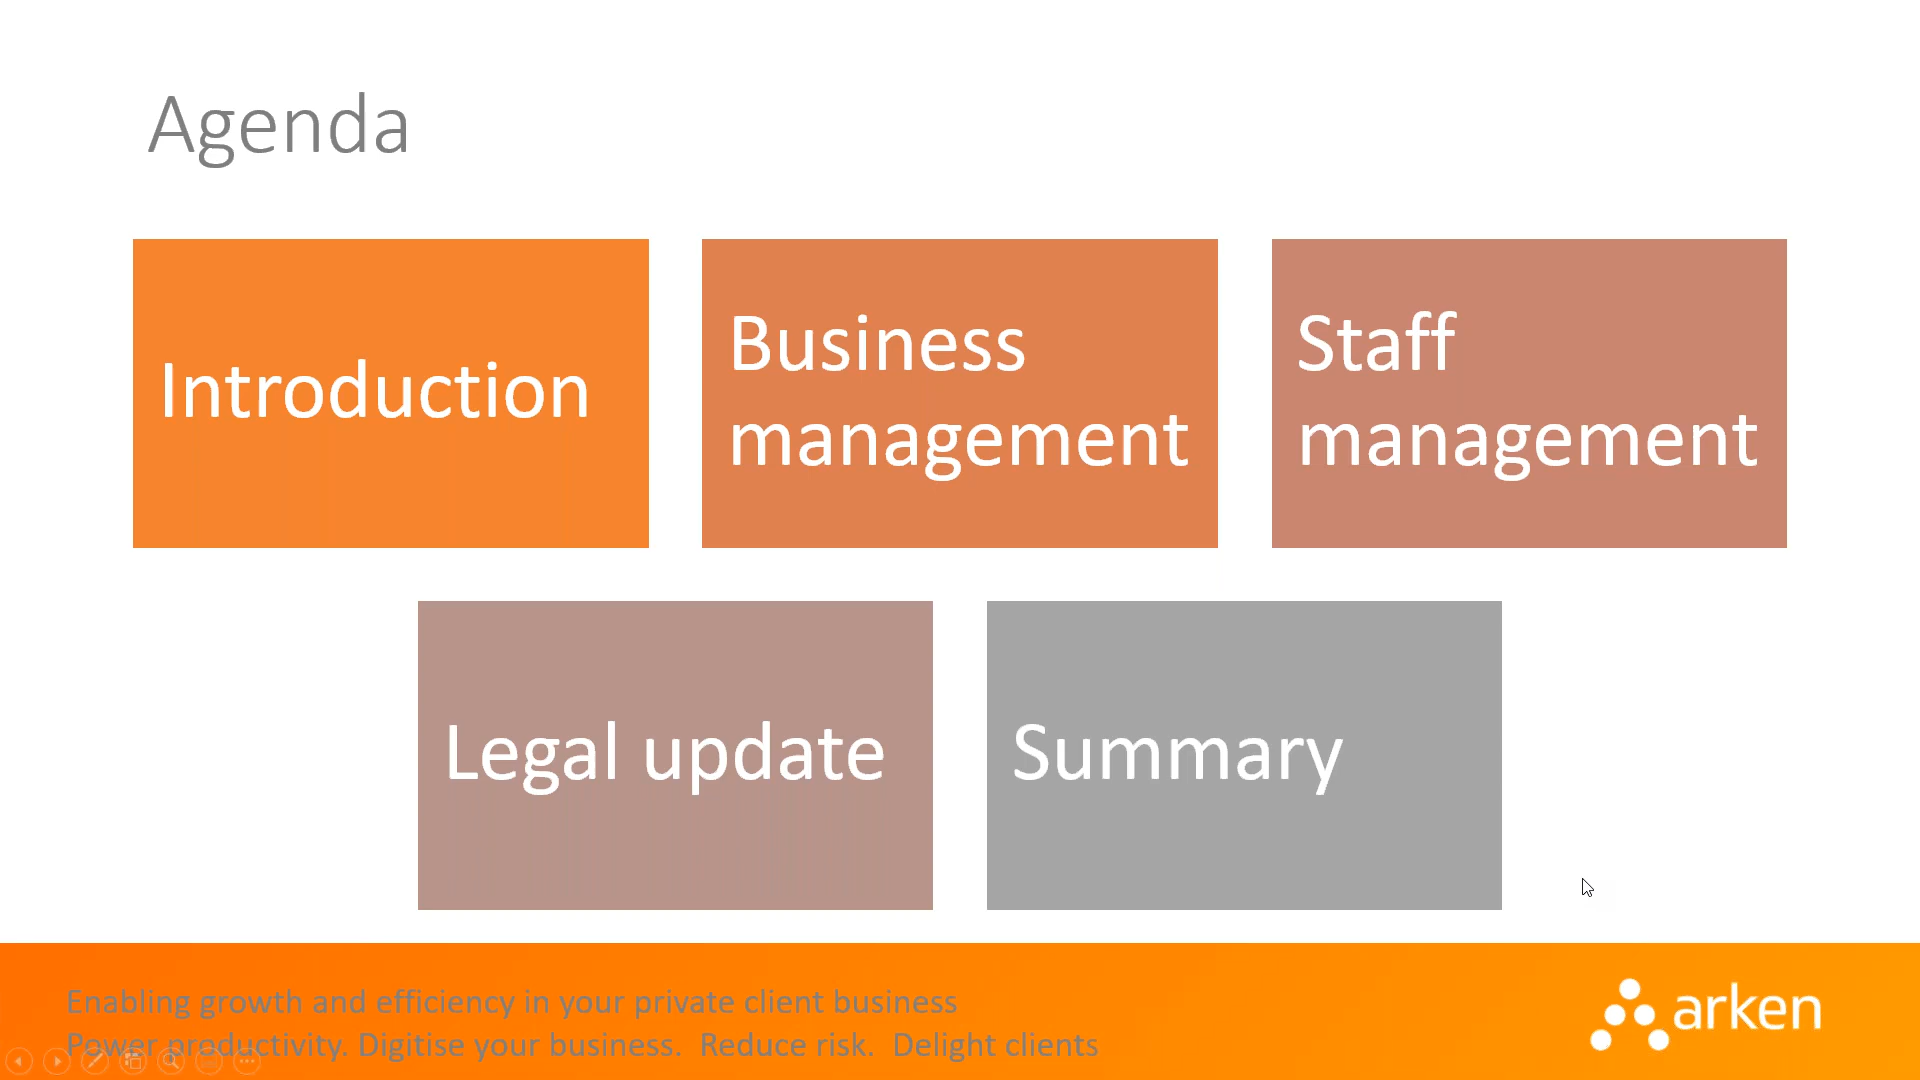 Agenda
Introduction
Business
management
Staff
management
Legal update
Summary
Enabling growth and efficiency in your private client business
Power productivity. Digitise your business.  Reduce risk.  Delight clients
arken